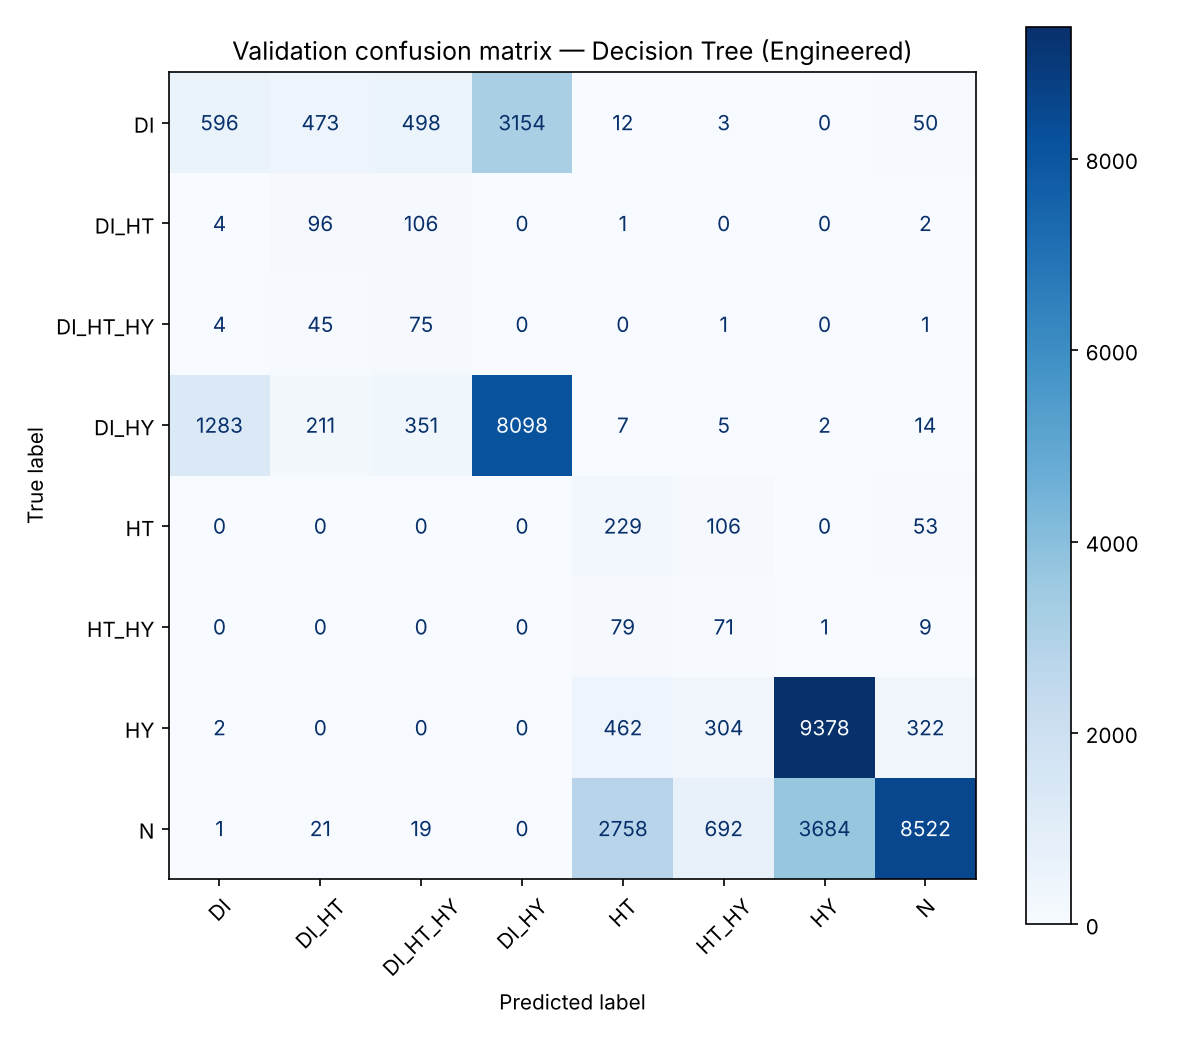 Validation confusion matrix — Decision Tree (Engineered)
DI 596 473 498 3154 12 3 0 50
DI_HT 4 96 106 0 1 0 0 2
DI_HT_HY 4 45 75 0 0 1 0 1
DI_HY 1283 211 351 8098 7 5 2 14
HT 0 0 0 0 229 106 0 53
HT_HY 0 0 0 0 79 71 1 9
HY 2 0 0 0 462 304 9378 322
N 1 21 19 0 2758 692 3684 8522
DI DI_HT DI_HT_HY DI_HY HT HT_HY HY N
Predicted label
True label
8000
6000
4000
2000
0